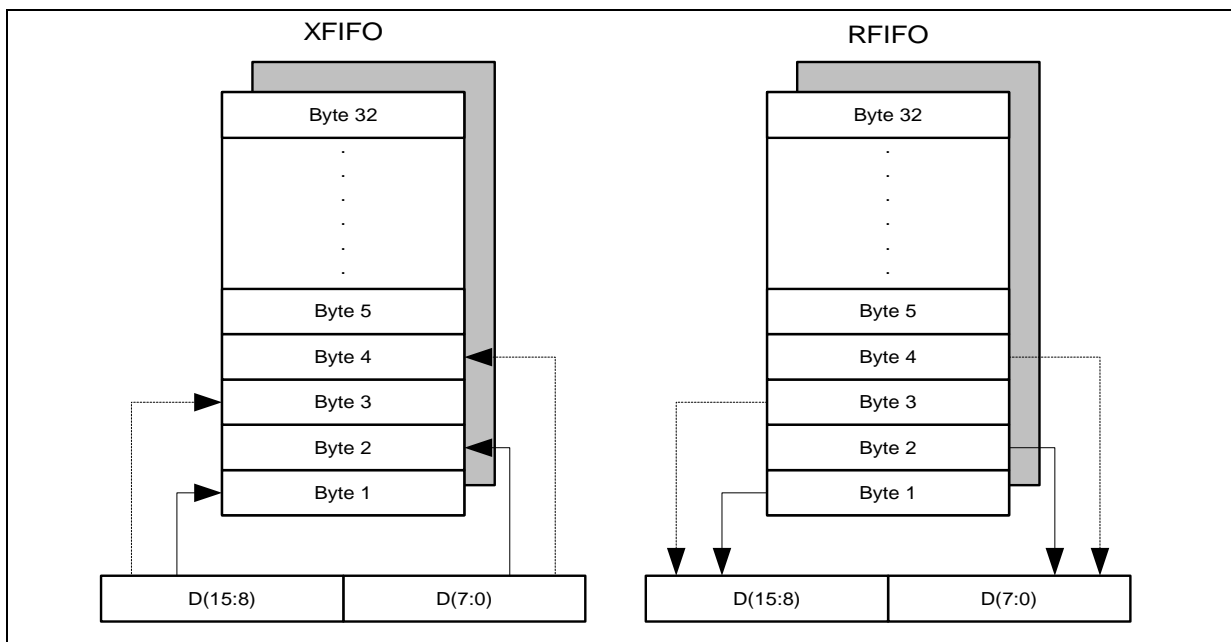 XFIFO
Byte 32
.
.
.
.
.
.
Byte 5
Byte 4
Byte 3
Byte 2
Byte 1
D(15:8)
D(7:0)
RFIFO
Byte 32
.
.
.
.
.
.
Byte 5
Byte 4
Byte 3
Byte 2
Byte 1
D(15:8)
D(7:0)